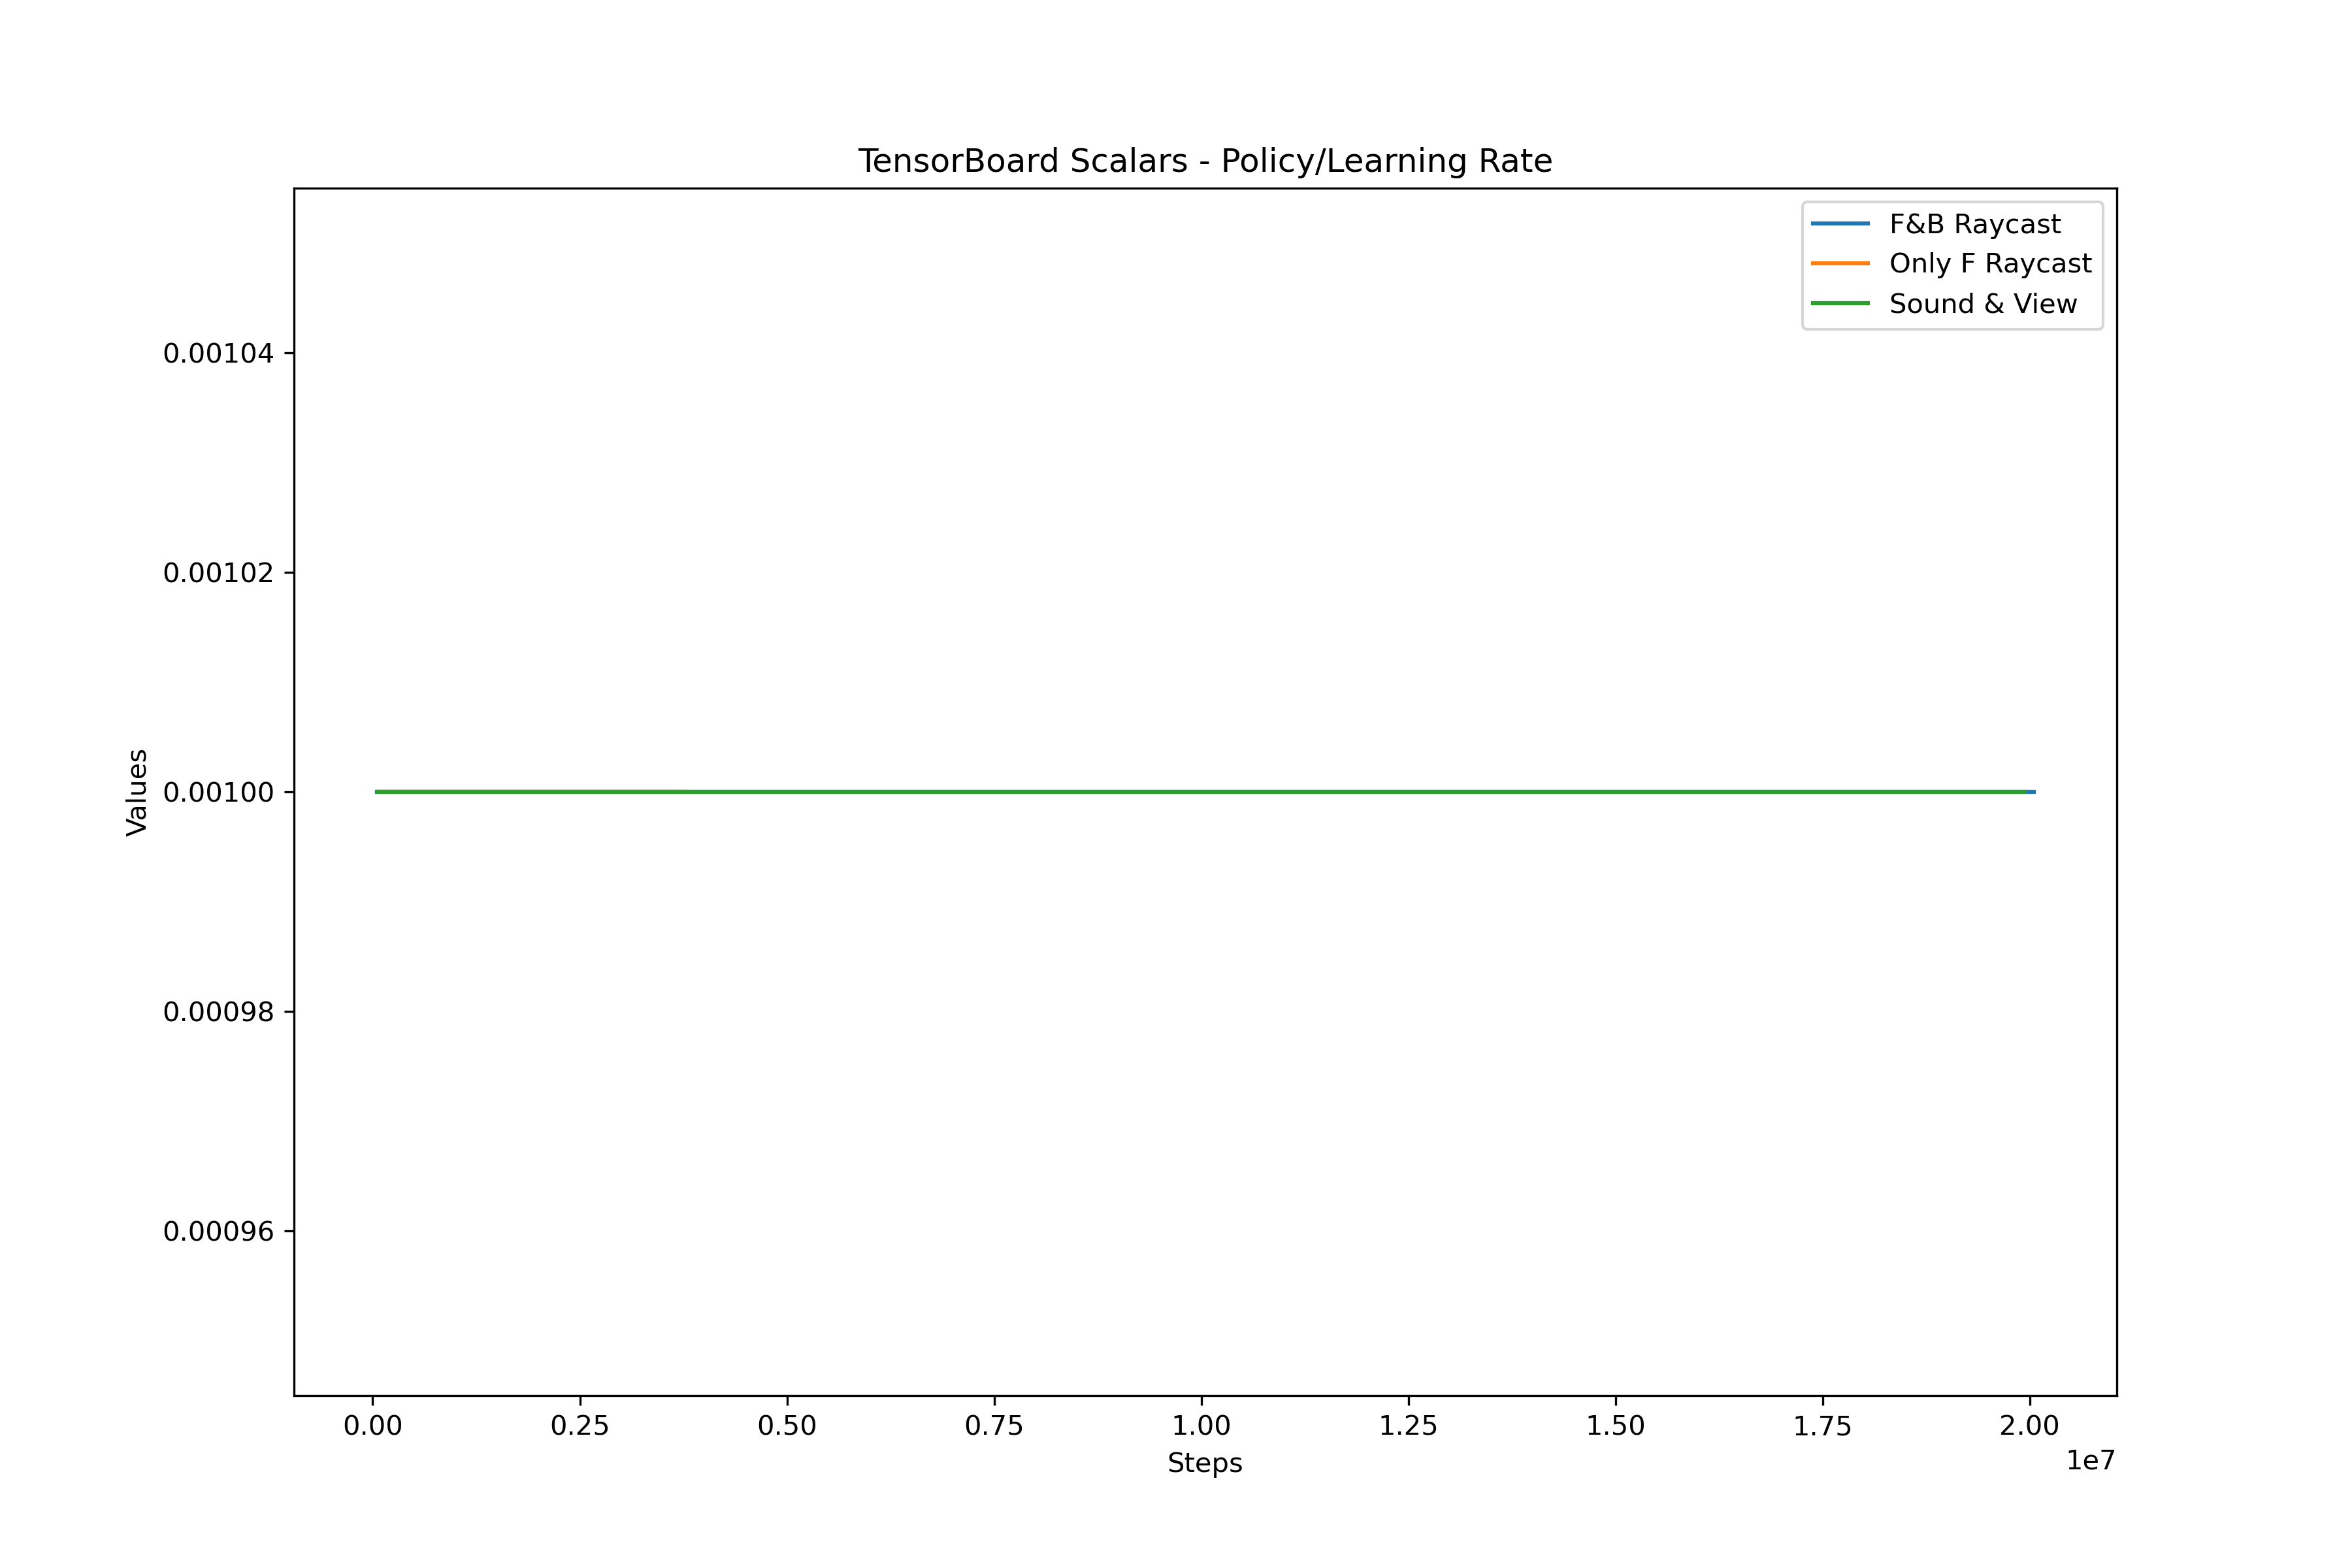 TensorBoard Scalars - Policy/Learning Rate
F&B Raycast
Only F Raycast
Sound & View
0.00104
0.00102
0.00100
0.00098
0.00096
Values
0.00 0.25 0.50 0.75 1.00 1.25 1.50 1.75 2.00
1e7
Steps